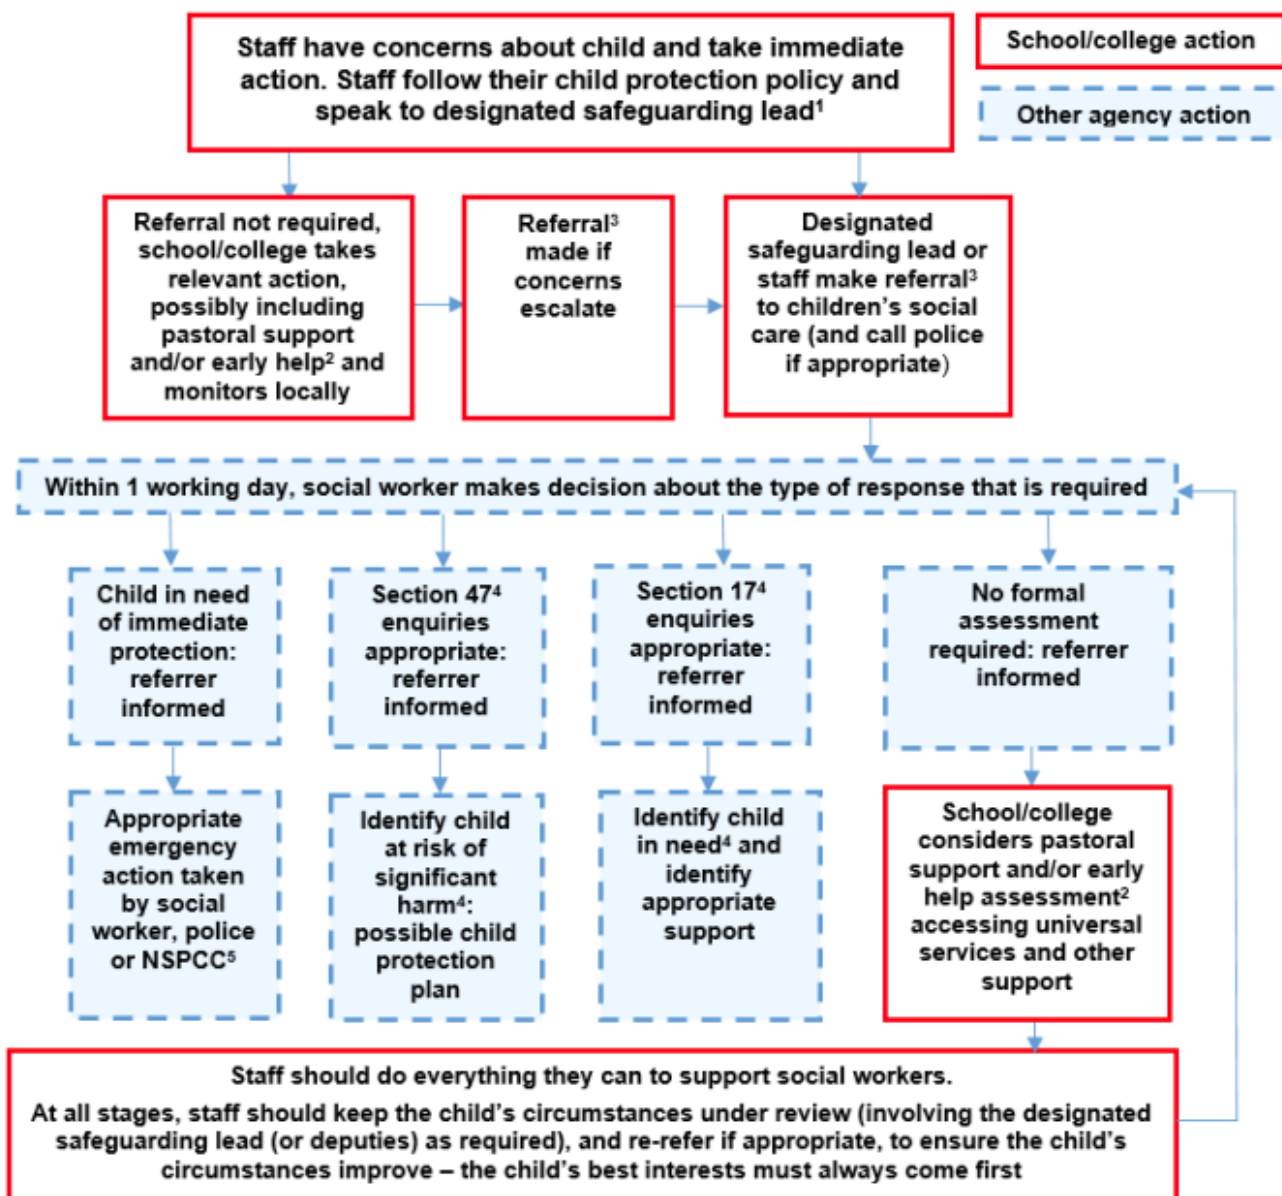 Staff have concerns about child and take immediate
action. Staff follow their child protection policy and
speak to designated safeguarding lead¹
School/college action
Other agency action
Referral not required,
school/college takes
relevant action,
possibly including
pastoral support
and/or early help² and
monitors locally
Referral³
made if
concerns
escalate
Designated
safeguarding lead or
staff make referral³
to children's social
care (and call police
if appropriate)
Within 1 working day, social worker makes decision about the type of response that is required
Child in need
of immediate
protection:
referrer
informed
Section 47⁴
enquiries
appropriate:
referrer
informed
Section 17⁴
enquiries
appropriate:
referrer
informed
No formal
assessment
required: referrer
informed
Appropriate
emergency
action taken
by social
worker, police
or NSPCC⁵
Identify child
at risk of
significant
harm⁴:
possible child
protection
plan
Identify child
in need⁴ and
identify
appropriate
support
School/college
considers pastoral
support and/or early
help assessment²
accessing universal
services and other
support
Staff should do everything they can to support social workers.
At all stages, staff should keep the child's circumstances under review (involving the designated
safeguarding lead (or deputies) as required), and re-refer if appropriate, to ensure the child's
circumstances improve – the child's best interests must always come first